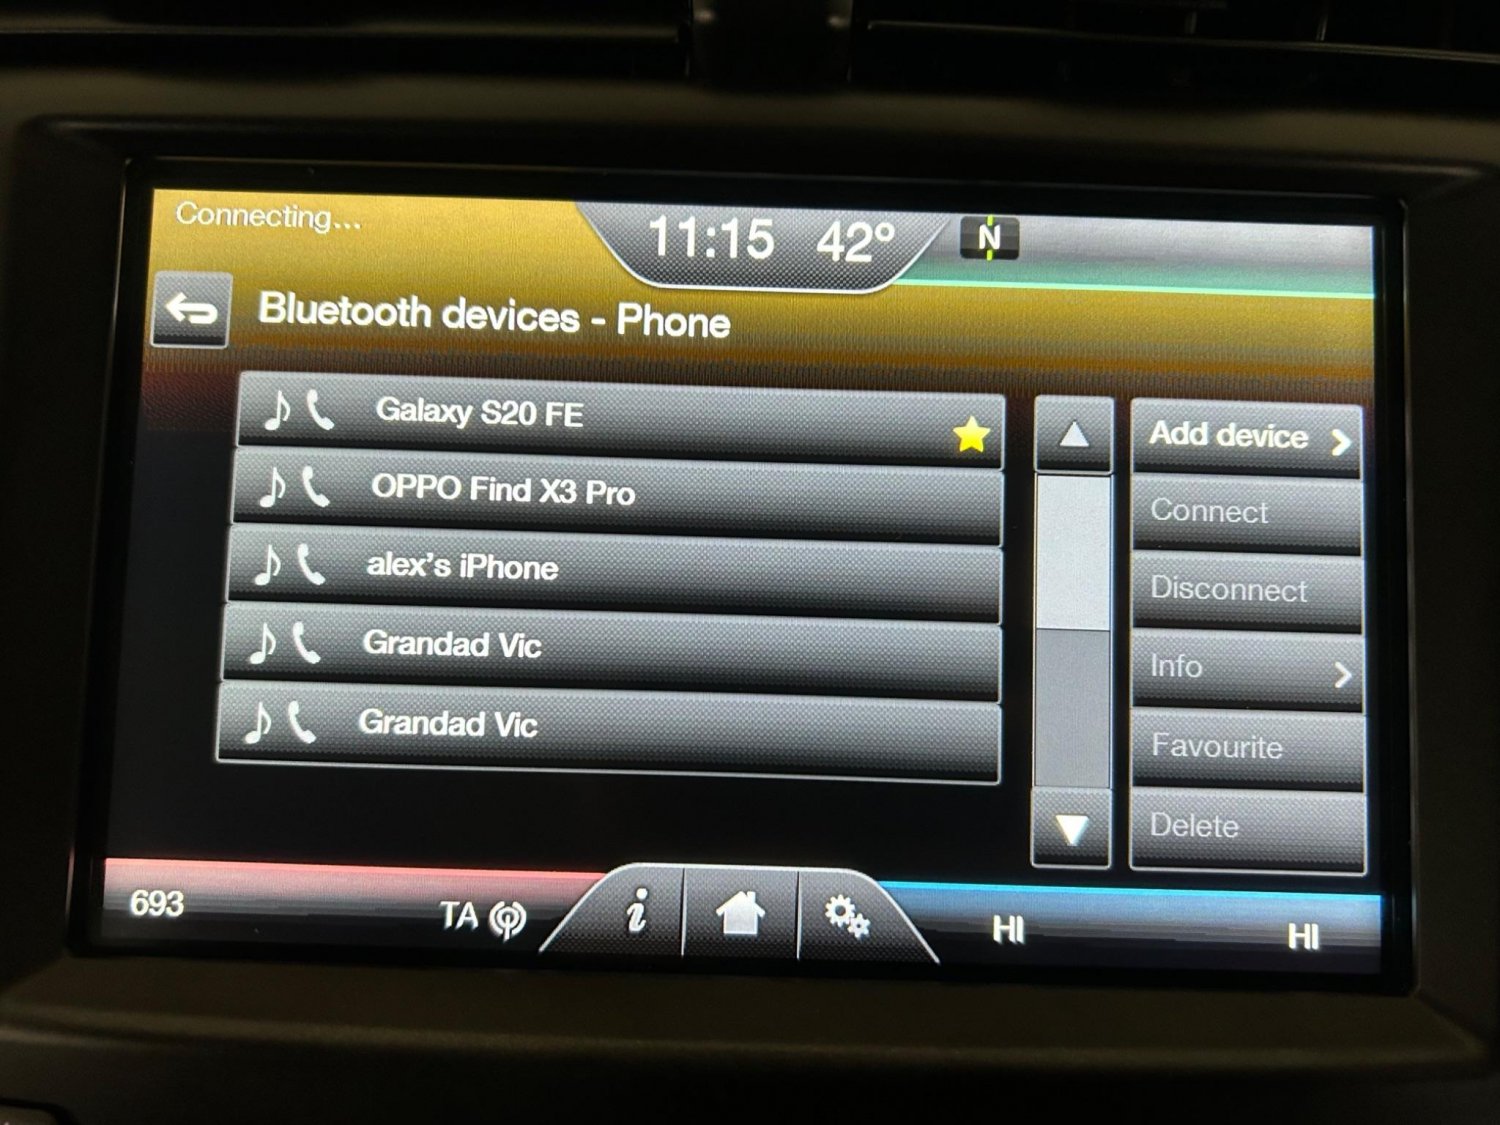 Connecting...
11:15 42° N
Bluetooth devices - Phone
Galaxy S20 FE
OPPO Find X3 Pro
alex's iPhone
Grandad Vic
Grandad Vic
Add device
Connect
Disconnect
Info
Favourite
Delete
693 TA i HI HI